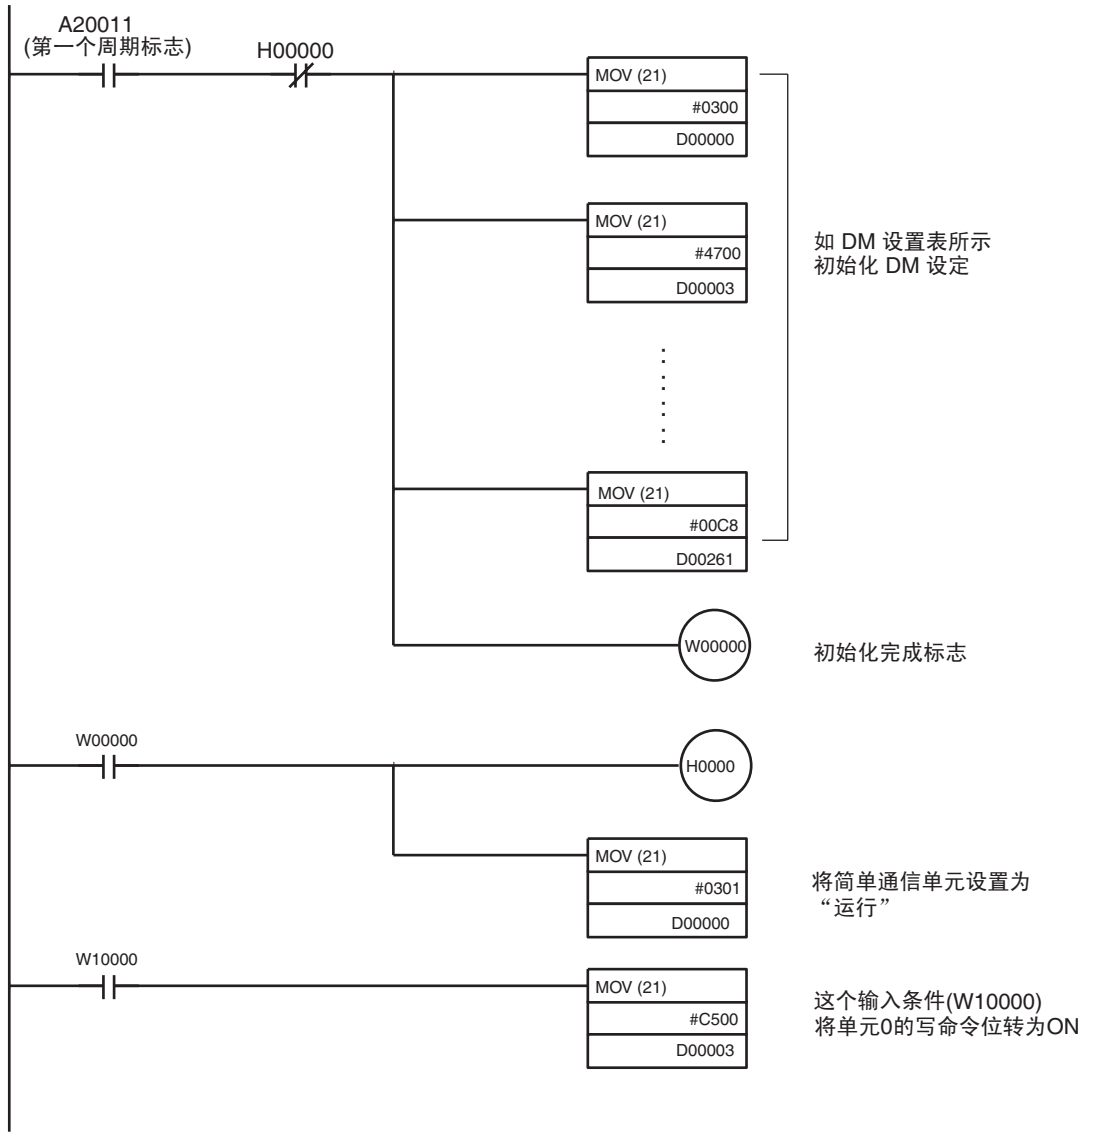 A20011
(第一个周期标志)
H00000
MOV (21)
#0300
D00000
MOV (21)
#4700
D00003
如 DM 设置表所示
初始化 DM 设定
MOV (21)
#00C8
D00261
W00000
初始化完成标志
W00000
H0000
MOV (21)
#0301
D00000
将简单通信单元设置为
“运行”
W10000
MOV (21)
#C500
D00003
这个输入条件(W10000)
将单元0的写命令位转为ON